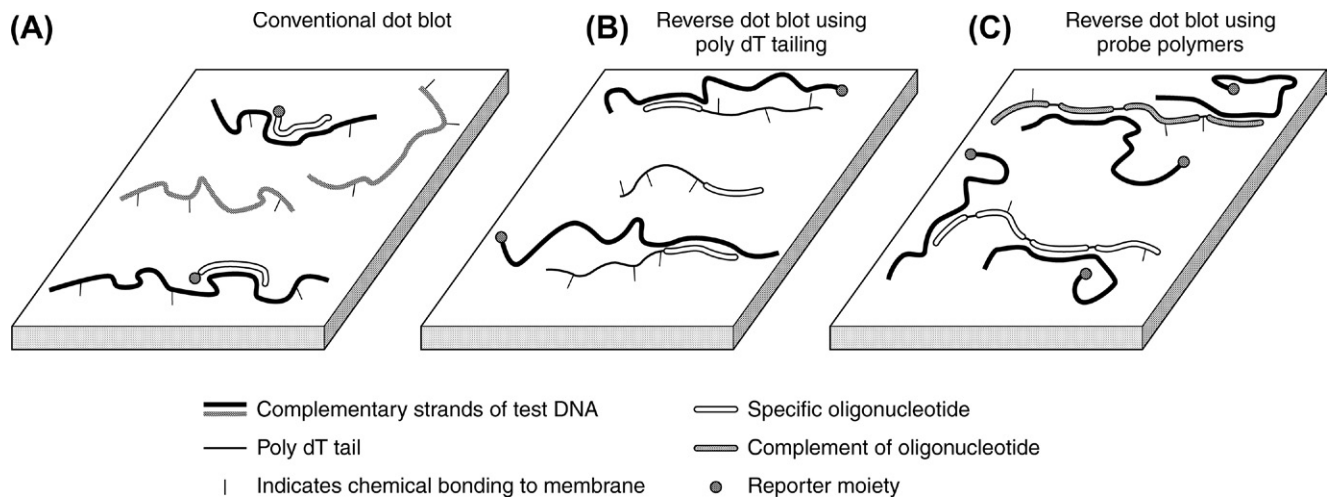 (A)
Conventional dot blot
(B)
Reverse dot blot using
poly dT tailing
(C)
Reverse dot blot using
probe polymers
Complementary strands of test DNA
Poly dT tail
Indicates chemical bonding to membrane
Specific oligonucleotide
Complement of oligonucleotide
Reporter moiety